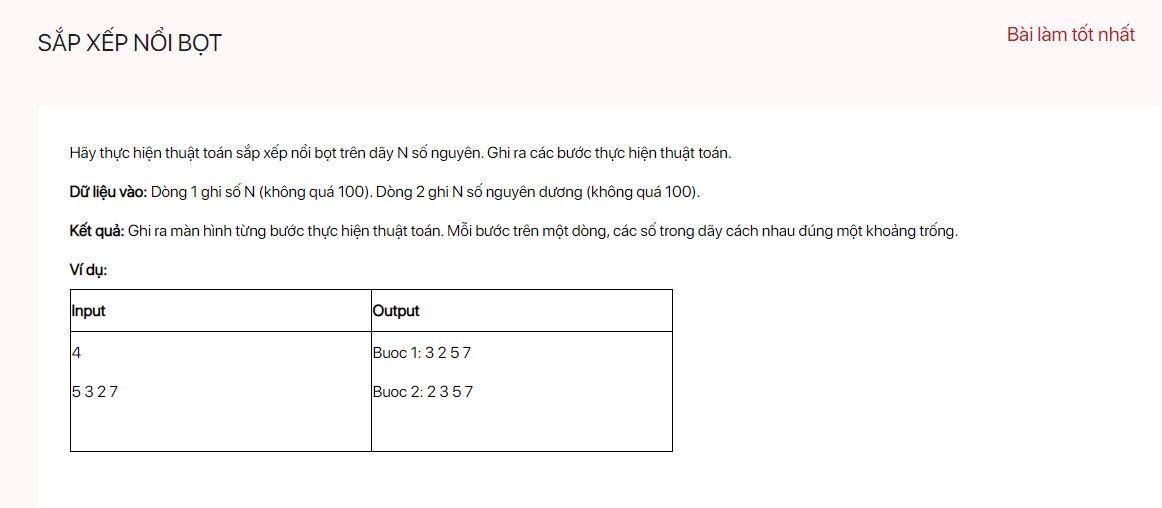 SẮP XẾP NỔI BỌT
Bài làm tốt nhất
Hãy thực hiện thuật toán sắp xếp nổi bọt trên dãy N số nguyên. Ghi ra các bước thực hiện thuật toán.
Dữ liệu vào: Dòng 1 ghi số N (không quá 100). Dòng 2 ghi N số nguyên dương (không quá 100).
Kết quả: Ghi ra màn hình từng bước thực hiện thuật toán. Mỗi bước trên một dòng, các số trong dãy cách nhau đúng một khoảng trống.
Ví dụ:
Input
Output
4
5 3 2 7
Buoc 1: 3 2 5 7
Buoc 2: 2 3 5 7